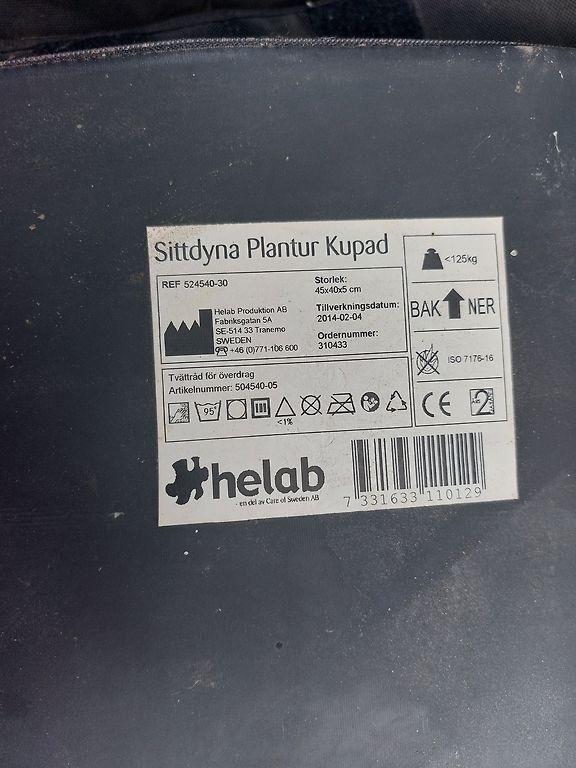 Sittdyna Plantur Kupad
<125kg
REF 524540-30
Storlek:
45x40x5 cm
Helab Produktion AB
Fabriksgatan 5A
SE-514 33 Tranemo
SWEDEN
+46 (0)771-106 600
Tillverkningsdatum:
2014-02-04
Ordernummer:
310433
BAK NER
ISO 7176-16
Tvättråd för överdrag
Artikelnummer: 504540-05
95°
<1%
CE
2
helab
- en del av Care of Sweden AB
7 331633 110129